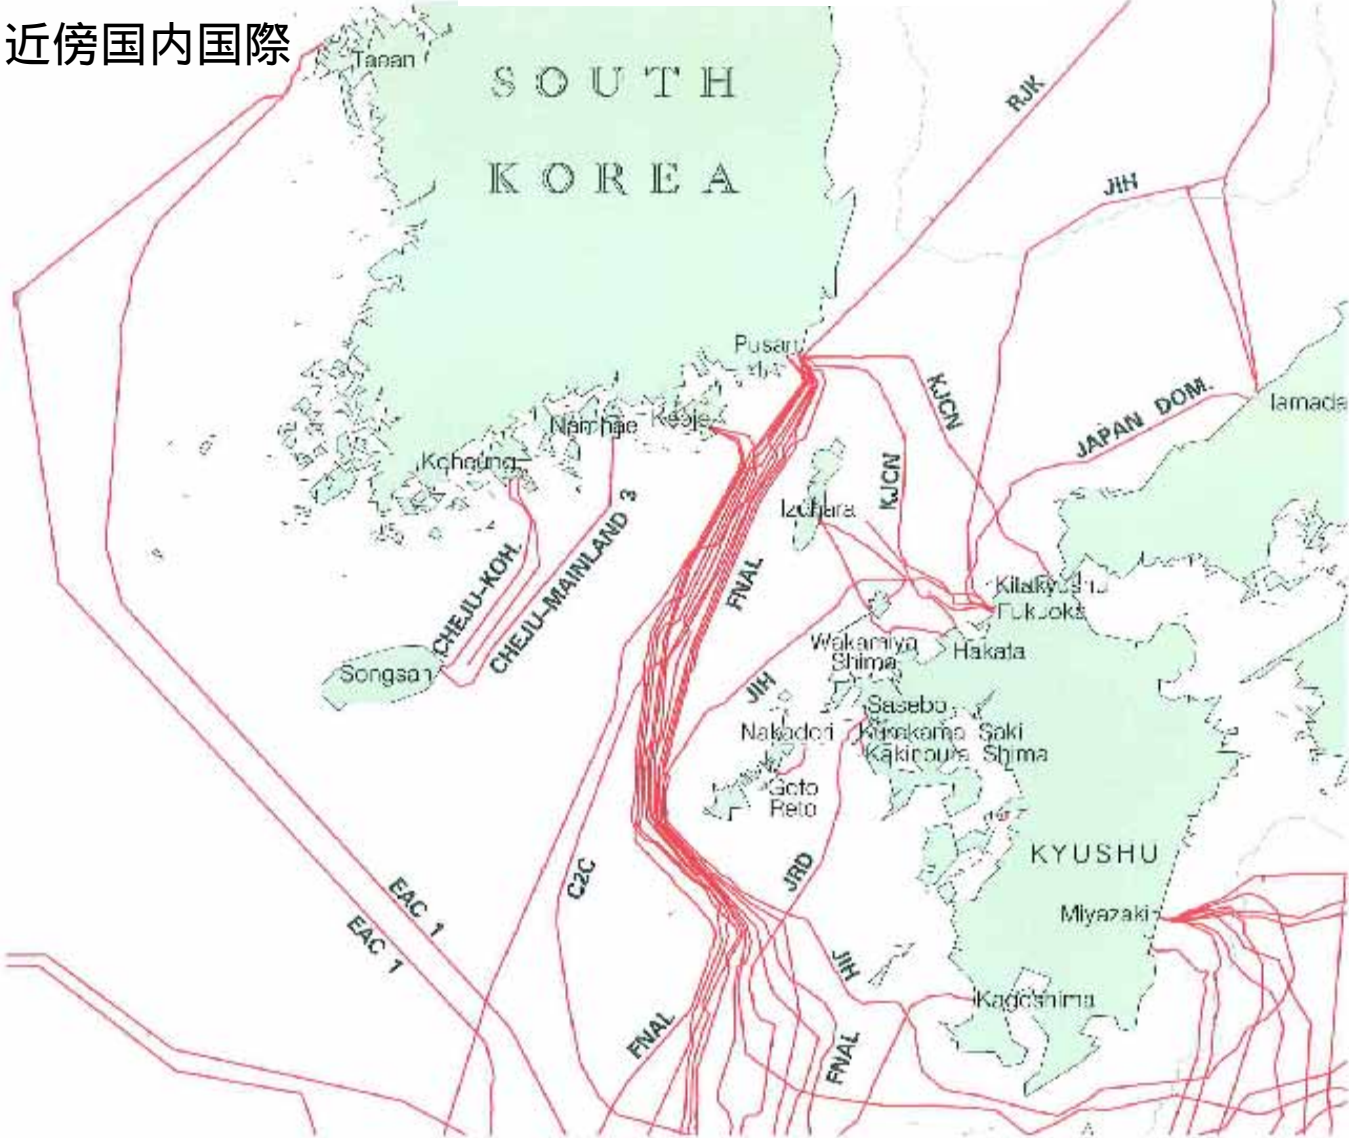 近傍国内国際
Taean
SOUTH
KOREA
RJK
JIH
Pusan
KJCN
JAPAN DOM.
Namhae
Keoje
Koheung
KJCN
Izuhara
CHEJU-KOH.
CHEJU-MAINLAND 3
FNAL
Kitakyushu
Fukuoka
Wakamiya
Shima
Hakata
Songsan
JIH
Sasebo
Nakadori
Saki
Shima
Goto
Reto
KYUSHU
C2C
JRD
EAC 1
EAC 1
Miyazaki
JIH
Kagoshima
FNAL
FNAL